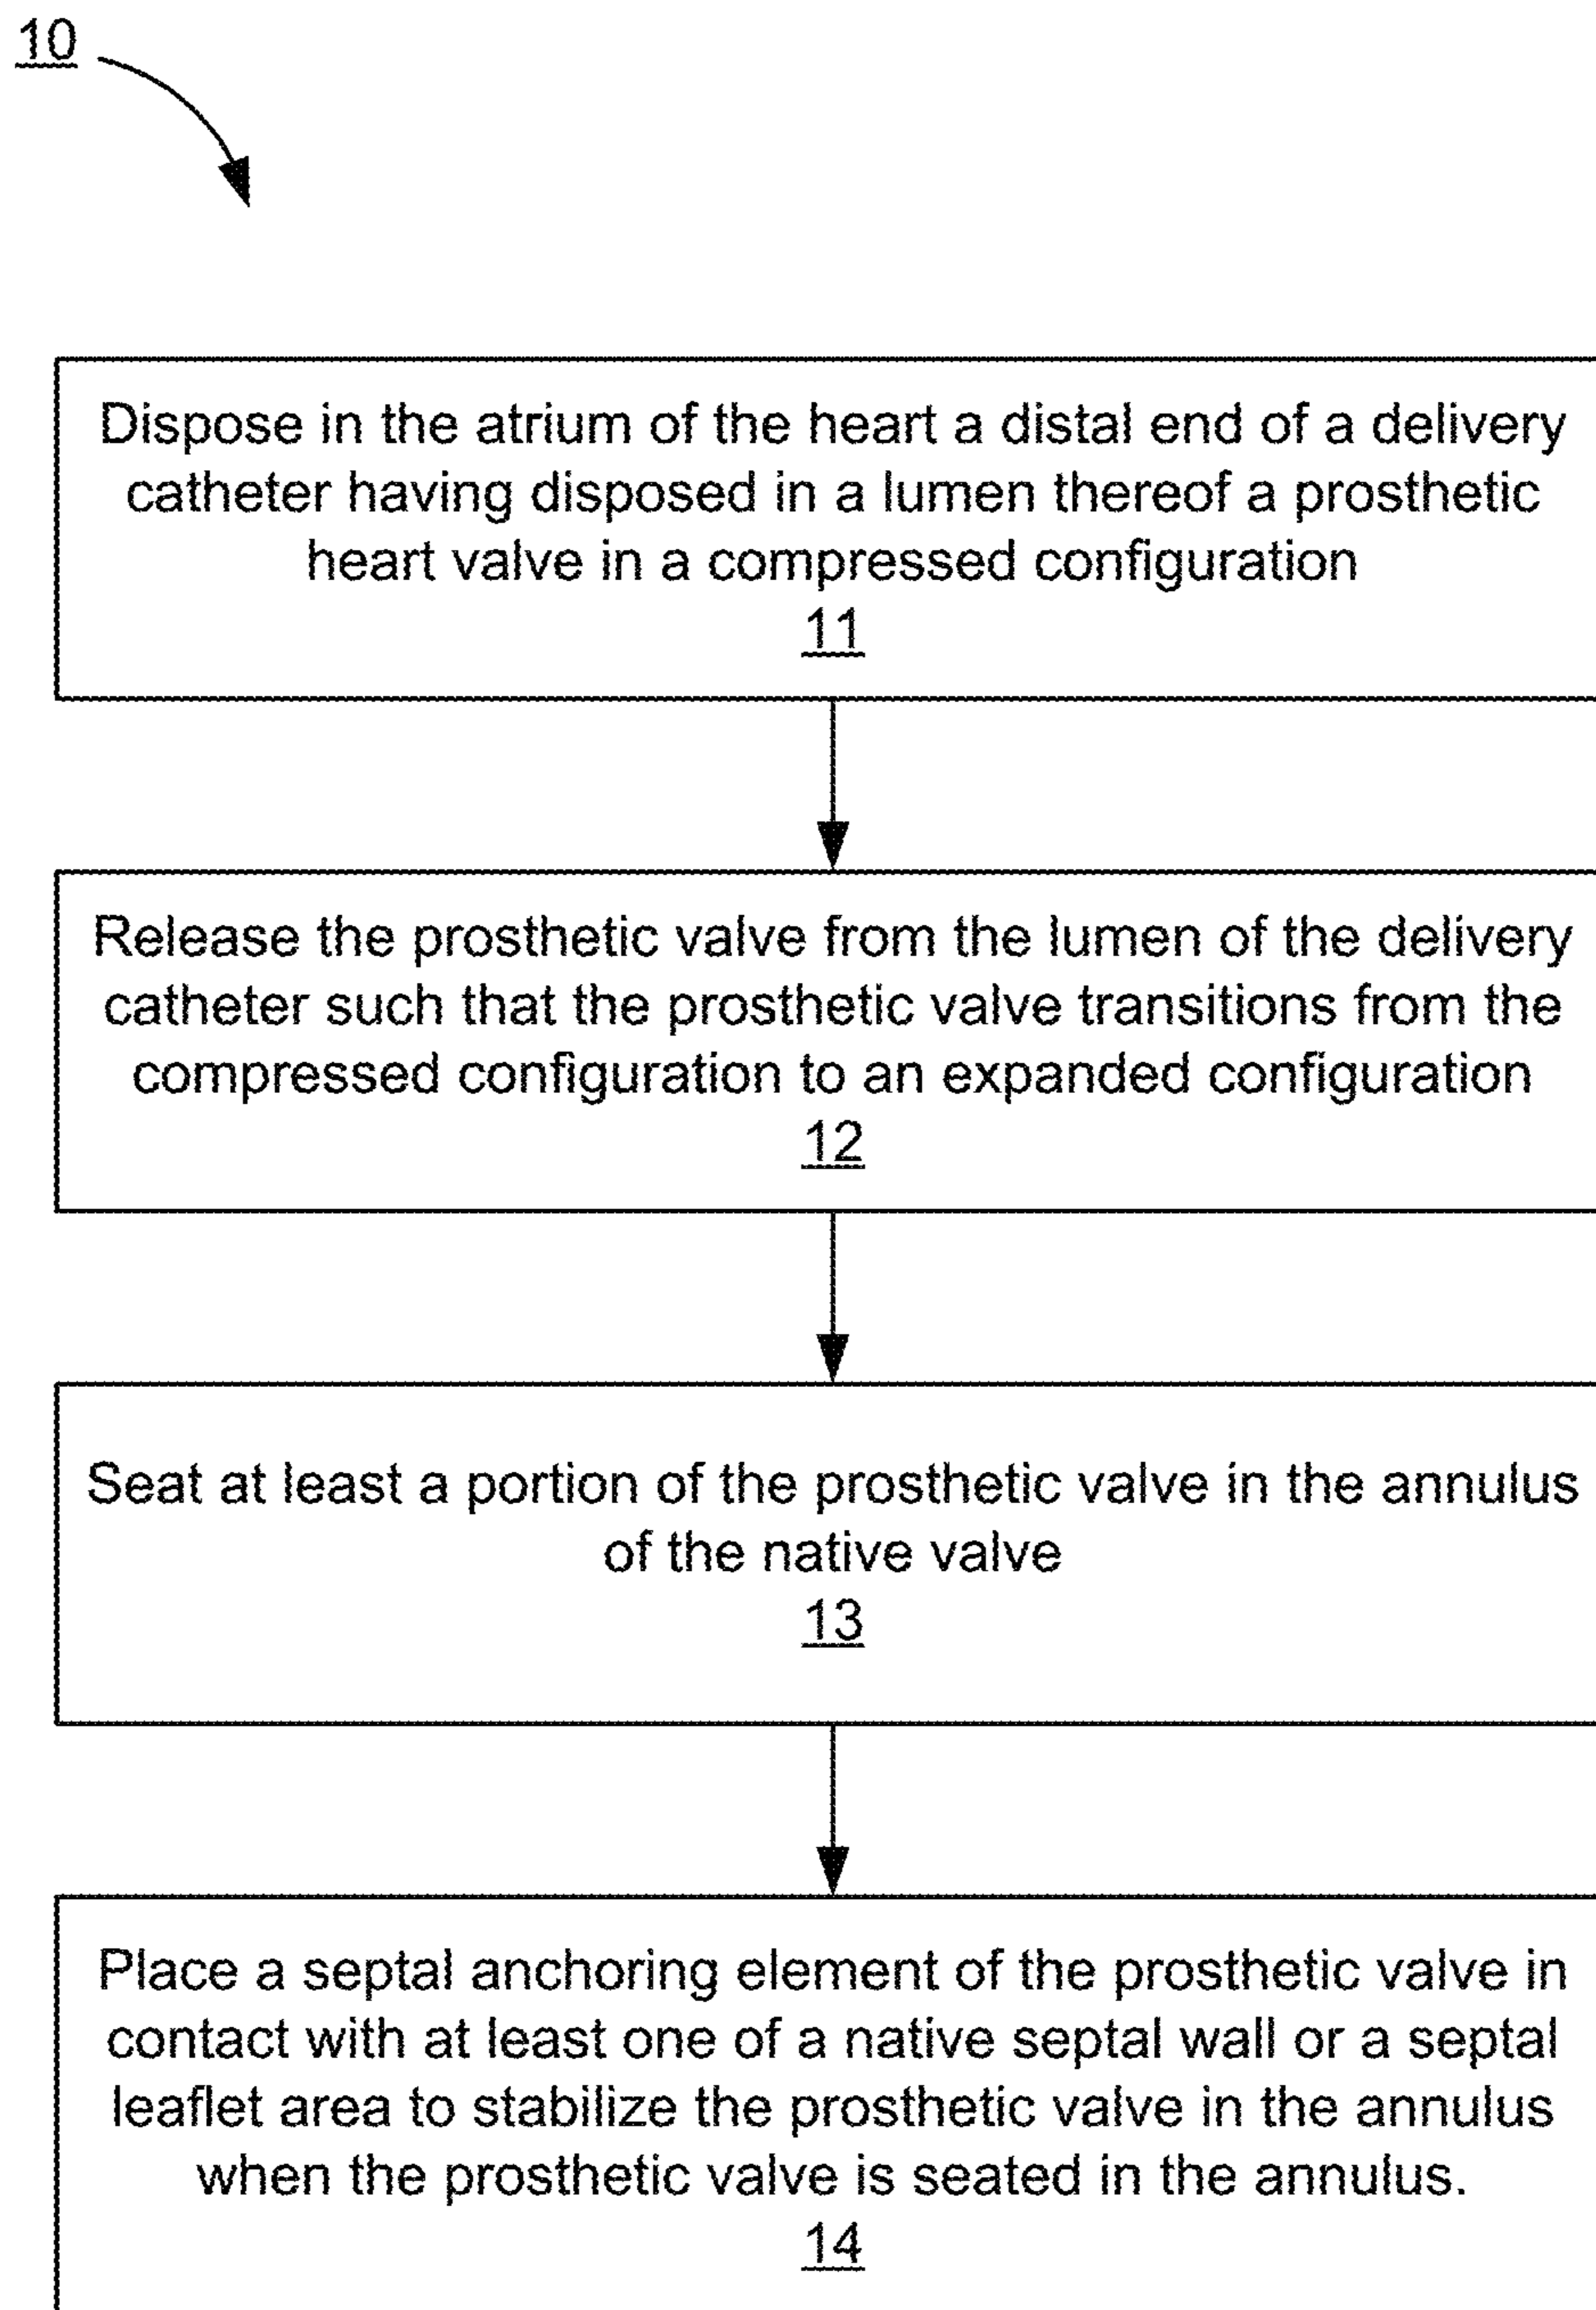 10
Dispose in the atrium of the heart a distal end of a delivery
catheter having disposed in a lumen thereof a prosthetic
heart valve in a compressed configuration
11
Release the prosthetic valve from the lumen of the delivery
catheter such that the prosthetic valve transitions from the
compressed configuration to an expanded configuration
12
Seat at least a portion of the prosthetic valve in the annulus
of the native valve
13
Place a septal anchoring element of the prosthetic valve in
contact with at least one of a native septal wall or a septal
leaflet area to stabilize the prosthetic valve in the annulus
when the prosthetic valve is seated in the annulus.
14